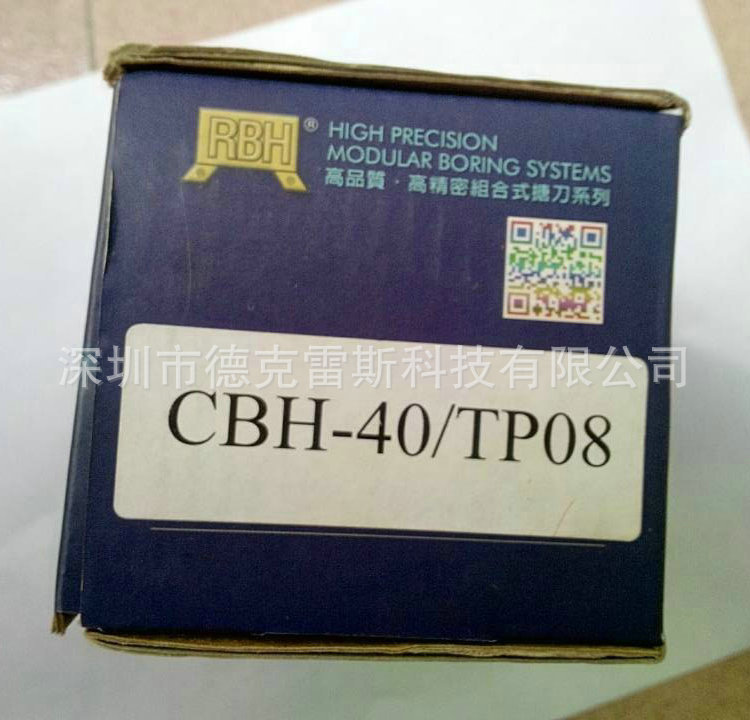 RBH®
HIGH PRECISION
MODULAR BORING SYSTEMS
高品質·高精密組合式搪刀系列
深圳市德克雷斯科技有限公司
CBH-40/TP08